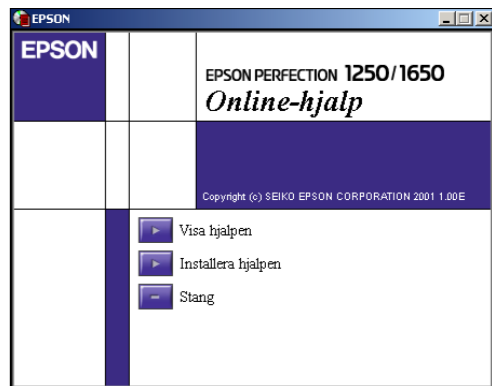 EPSON
EPSON
EPSON PERFECTION 1250/1650
Online-hjalp
Copyright (c) SEIKO EPSON CORPORATION 2001 1.00E
Visa hjalpen
Installera hjalpen
Stang